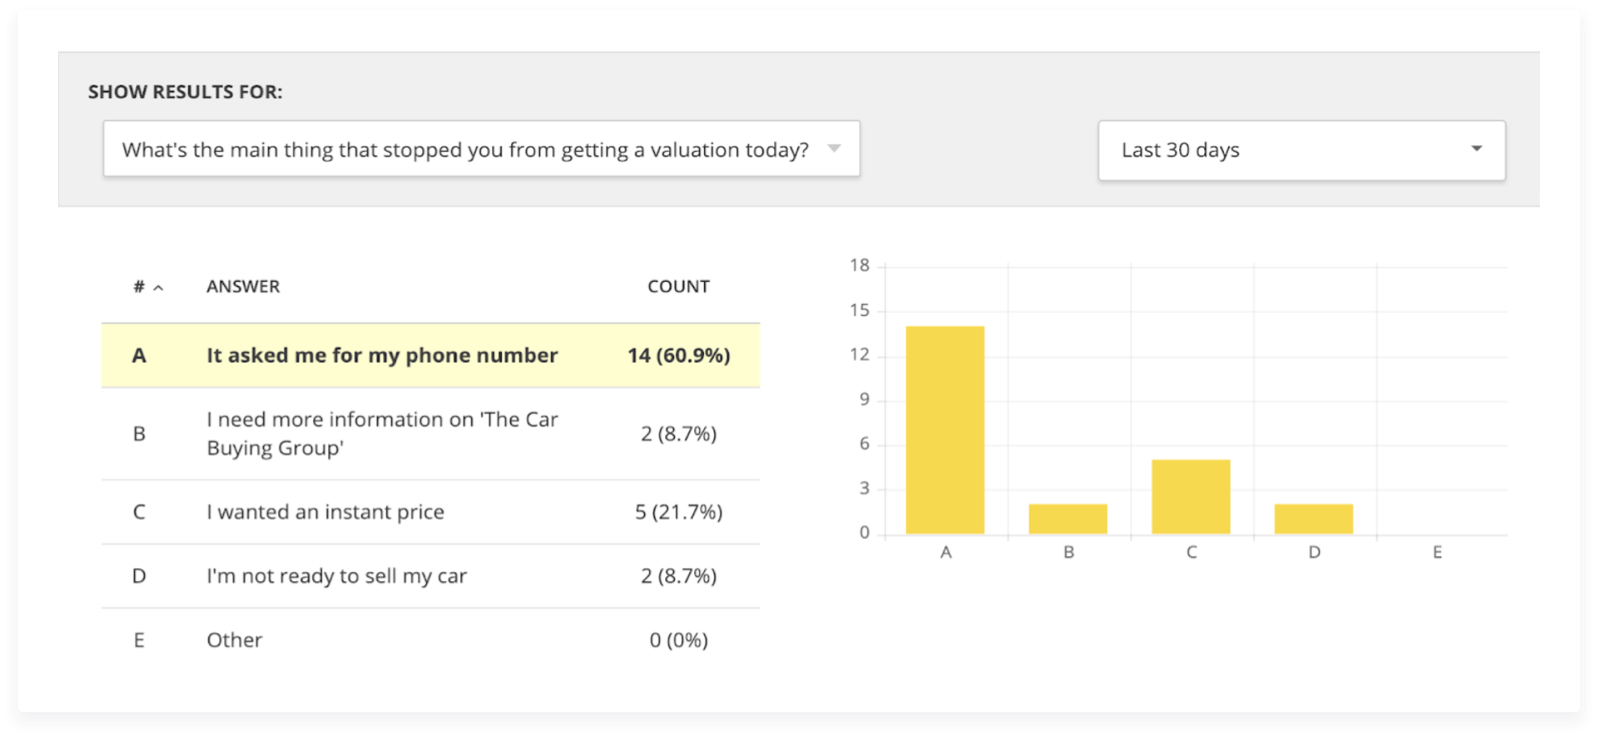 SHOW RESULTS FOR:
What's the main thing that stopped you from getting a valuation today?
Last 30 days
# ANSWER COUNT
A It asked me for my phone number 14 (60.9%)
B I need more information on 'The Car
Buying Group' 2 (8.7%)
C I wanted an instant price 5 (21.7%)
D I'm not ready to sell my car 2 (8.7%)
E Other 0 (0%)
18
15
12
9
6
3
0
A B C D E